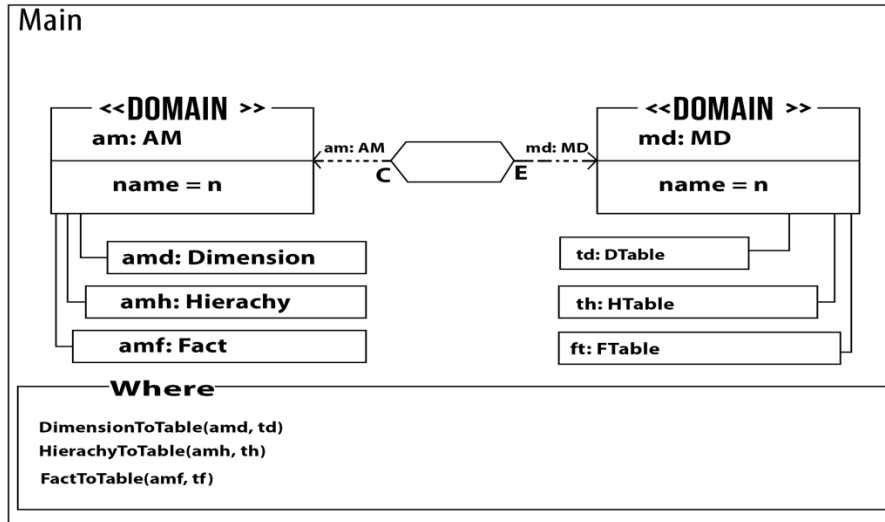 Main
<<DOMAIN >>
am: AM
name = n
amd: Dimension
amh: Hierachy
amf: Fact
am: AM
C
md: MD
E
<<DOMAIN >>
md: MD
name = n
td: DTable
th: HTable
ft: FTable
Where
DimensionToTable(amd, td)
HierachyToTable(amh, th)
FactToTable(amf, tf)